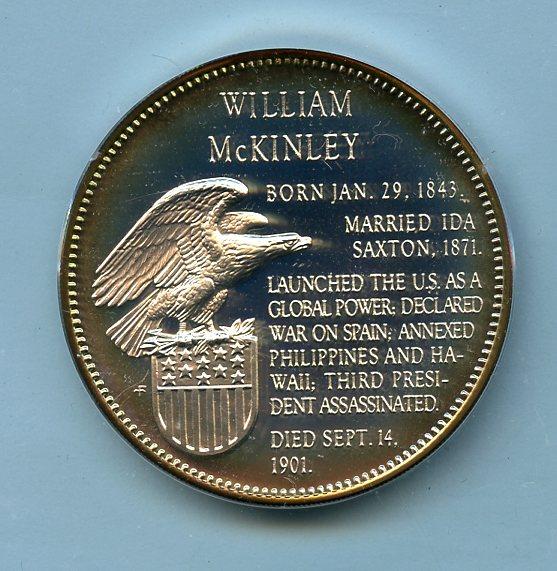 WILLIAM
McKINLEY
BORN JAN. 29, 1843.
MARRIED IDA
SAXTON, 1871.
LAUNCHED THE U.S. AS A
GLOBAL POWER; DECLARED
WAR ON SPAIN; ANNEXED
PHILIPPINES AND HA-
WAII; THIRD PRESI-
DENT ASSASSINATED.
DIED SEPT. 14,
1901.